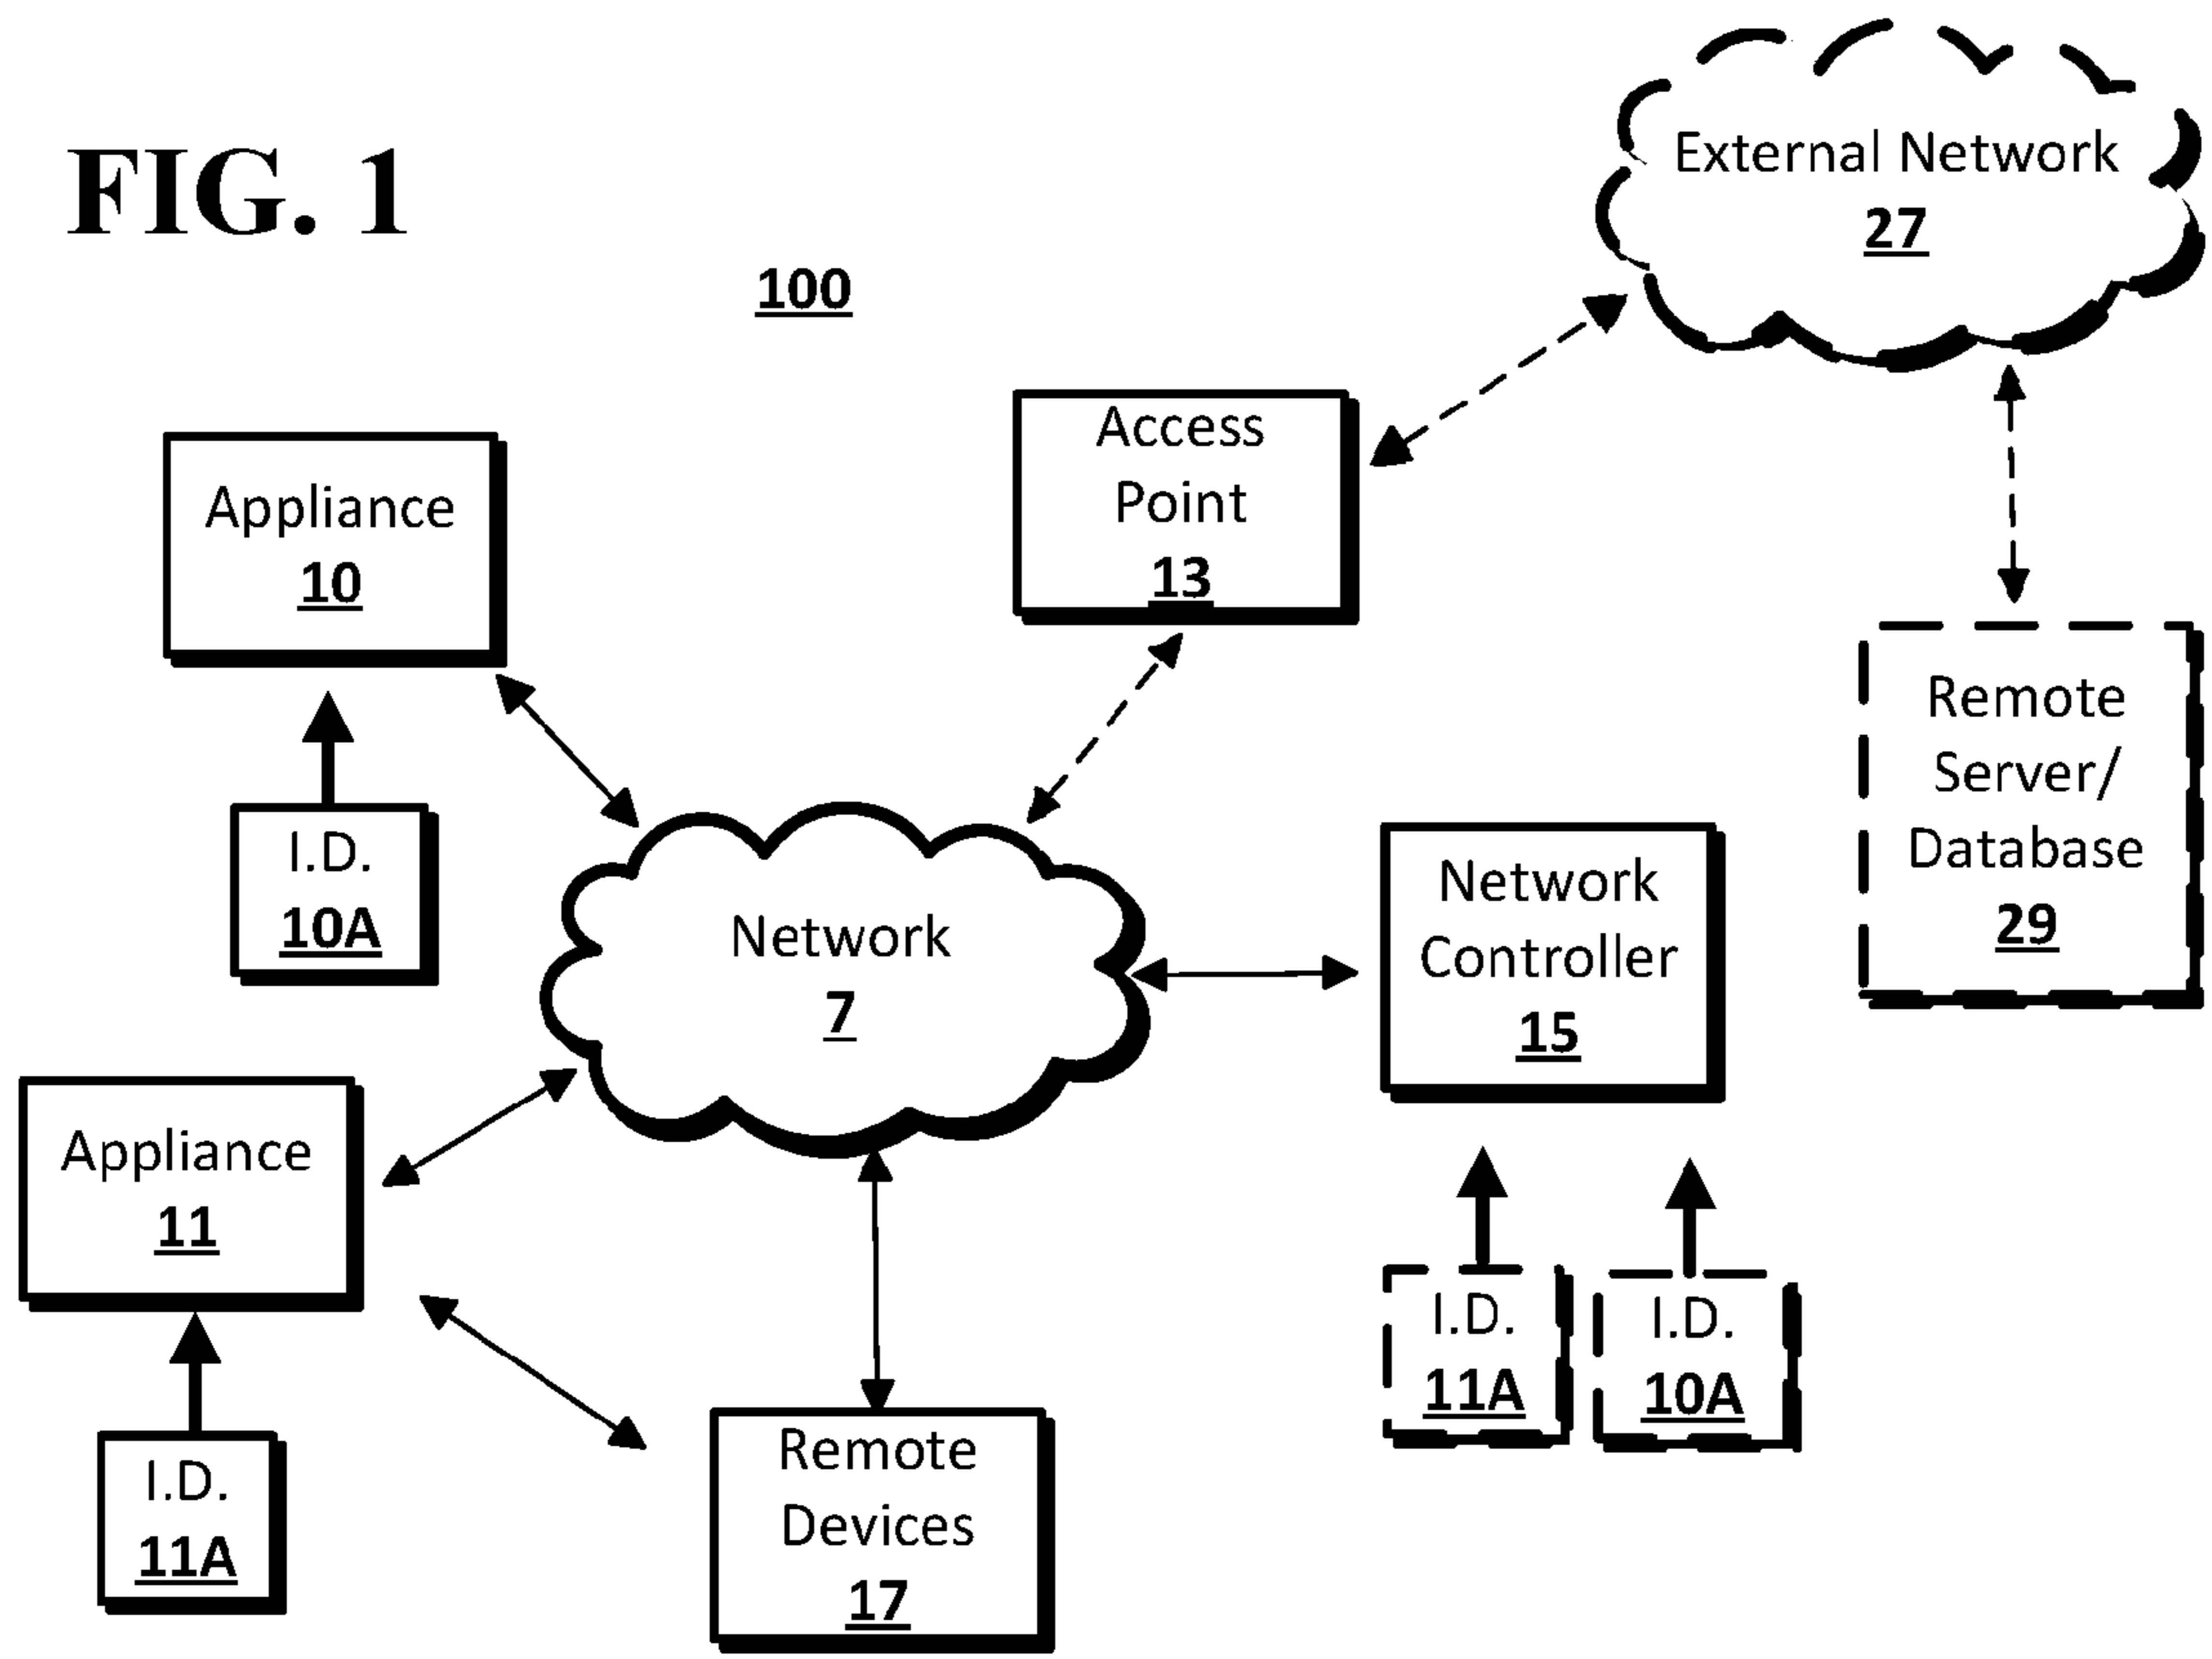 FIG. 1
100
External Network
27
Access
Point
13
Appliance
10
I.D.
10A
Remote
Server/
Database
29
Network
7
Network
Controller
15
Appliance
11
I.D.
11A
Remote
Devices
17
I.D.
11A
I.D.
10A